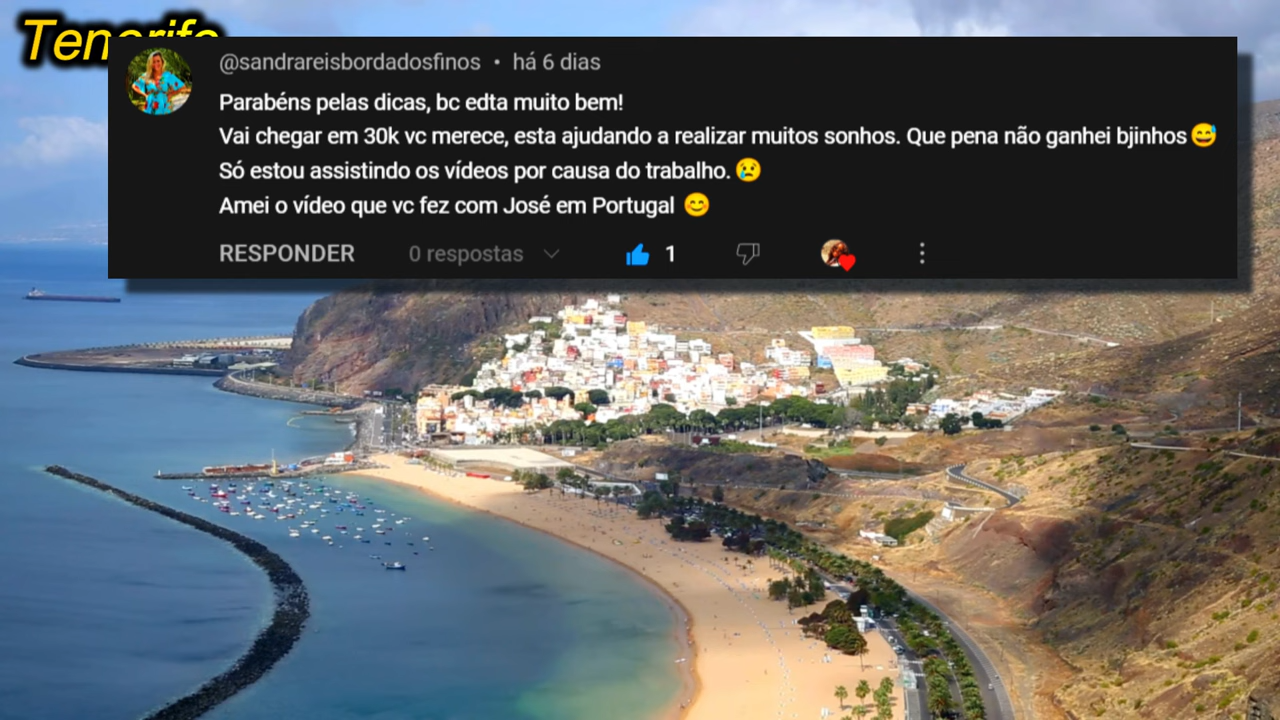 Tenerife
@sandrareisbordadosfinos • há 6 dias
Parabéns pelas dicas, bc edta muito bem!
Vai chegar em 30k vc merece, esta ajudando a realizar muitos sonhos. Que pena não ganhei bjinhos😅
Só estou assistindo os vídeos por causa do trabalho.😢
Amei o vídeo que vc fez com José em Portugal 😊
RESPONDER 0 respostas 1